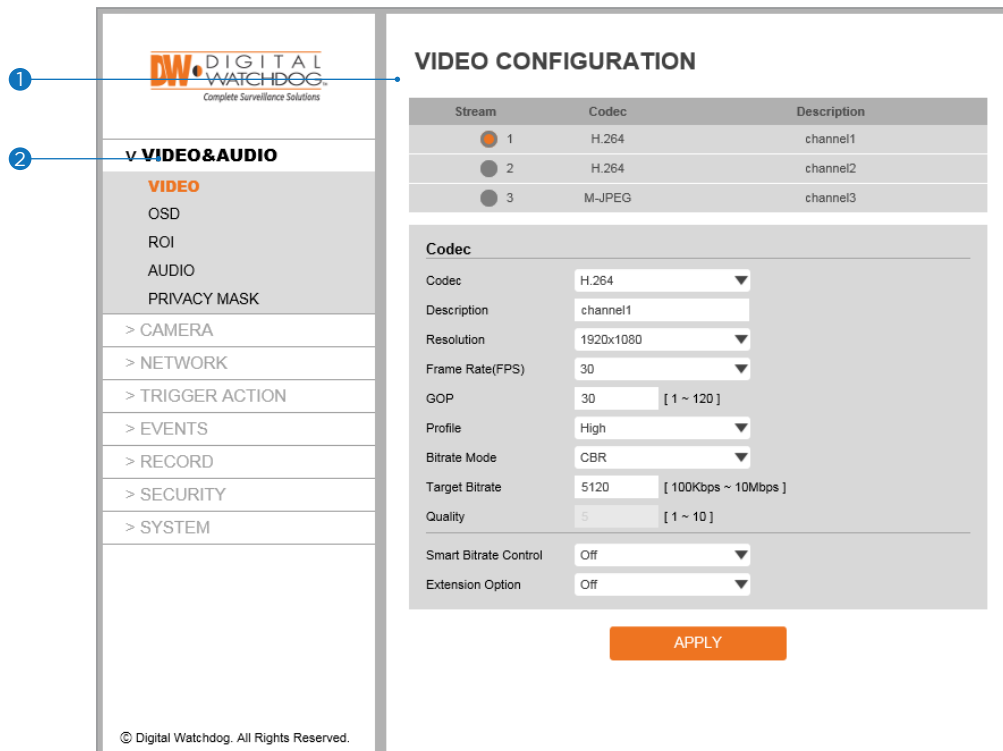 1
DW DIGITAL
WATCHDOG™
Complete Surveillance Solutions
2
v VIDEO&AUDIO
VIDEO
OSD
ROI
AUDIO
PRIVACY MASK
> CAMERA
> NETWORK
> TRIGGER ACTION
> EVENTS
> RECORD
> SECURITY
> SYSTEM
© Digital Watchdog. All Rights Reserved.
VIDEO CONFIGURATION
Stream Codec Description
1 H.264 channel1
2 H.264 channel2
3 M-JPEG channel3
Codec
Codec H.264
Description channel1
Resolution 1920x1080
Frame Rate(FPS) 30
GOP 30 [ 1 ~ 120 ]
Profile High
Bitrate Mode CBR
Target Bitrate 5120 [ 100Kbps ~ 10Mbps ]
Quality 5 [ 1 ~ 10 ]
Smart Bitrate Control Off
Extension Option Off
APPLY